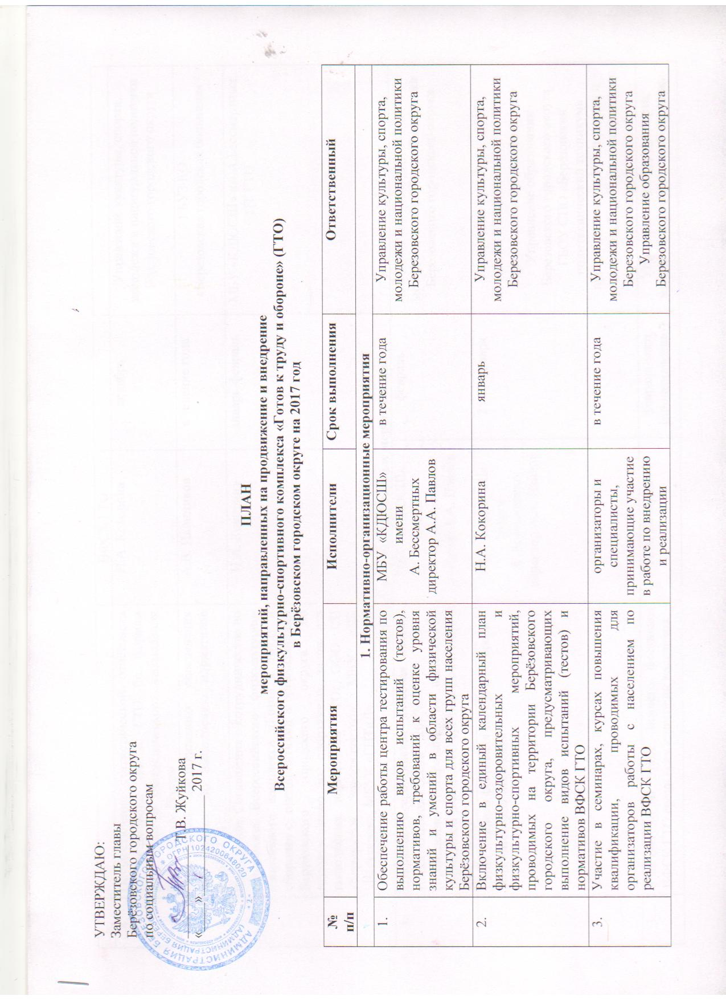 УТВЕРЖДАЮ:
Заместитель главы
Берёзовского городского округа
по социальным вопросам
Т.В. Жуйкова
«___»__________ 2017 г.
ПЛАН
мероприятий, направленных на продвижение и внедрение
Всероссийского физкультурно-спортивного комплекса «Готов к труду и обороне» (ГТО)
в Берёзовском городском округе на 2017 год
№
п/п
Мероприятия
Исполнители
Срок выполнения
Ответственный
1. Нормативно-организационные мероприятия
1.
Обеспечение работы центра тестирования по
выполнению видов испытаний (тестов),
нормативов, требований к оценке уровня
знаний и умений в области физической
культуры и спорта для всех групп населения
Берёзовского городского округа
МБУ «КДЮСШ»
имени
А. Бессмертных
директор А.А. Павлов
в течение года
Управление культуры, спорта,
молодежи и национальной политики
Березовского городского округа
2.
Включение в единый календарный план
физкультурно-оздоровительных и
физкультурно-спортивных мероприятий,
проводимых на территории Берёзовского
городского округа, предусматривающих
выполнение видов испытаний (тестов) и
нормативов ВФСК ГТО
Н.А. Кокорина
январь
Управление культуры, спорта,
молодежи и национальной политики
Березовского городского округа
3.
Участие в семинарах, курсах повышения
квалификации, проводимых для
организаторов работы с населением по
реализации ВФСК ГТО
организаторы и
специалисты,
принимающие участие
в работе по внедрению
и реализации
в течение года
Управление культуры, спорта,
молодежи и национальной политики
Березовского городского округа
Управление образования
Березовского городского округа
АДМИНИСТРАЦИЯ БЕРЕЗОВСКОГО ГОРОДСКОГО ОКРУГА
* ОГРН 1024200648020